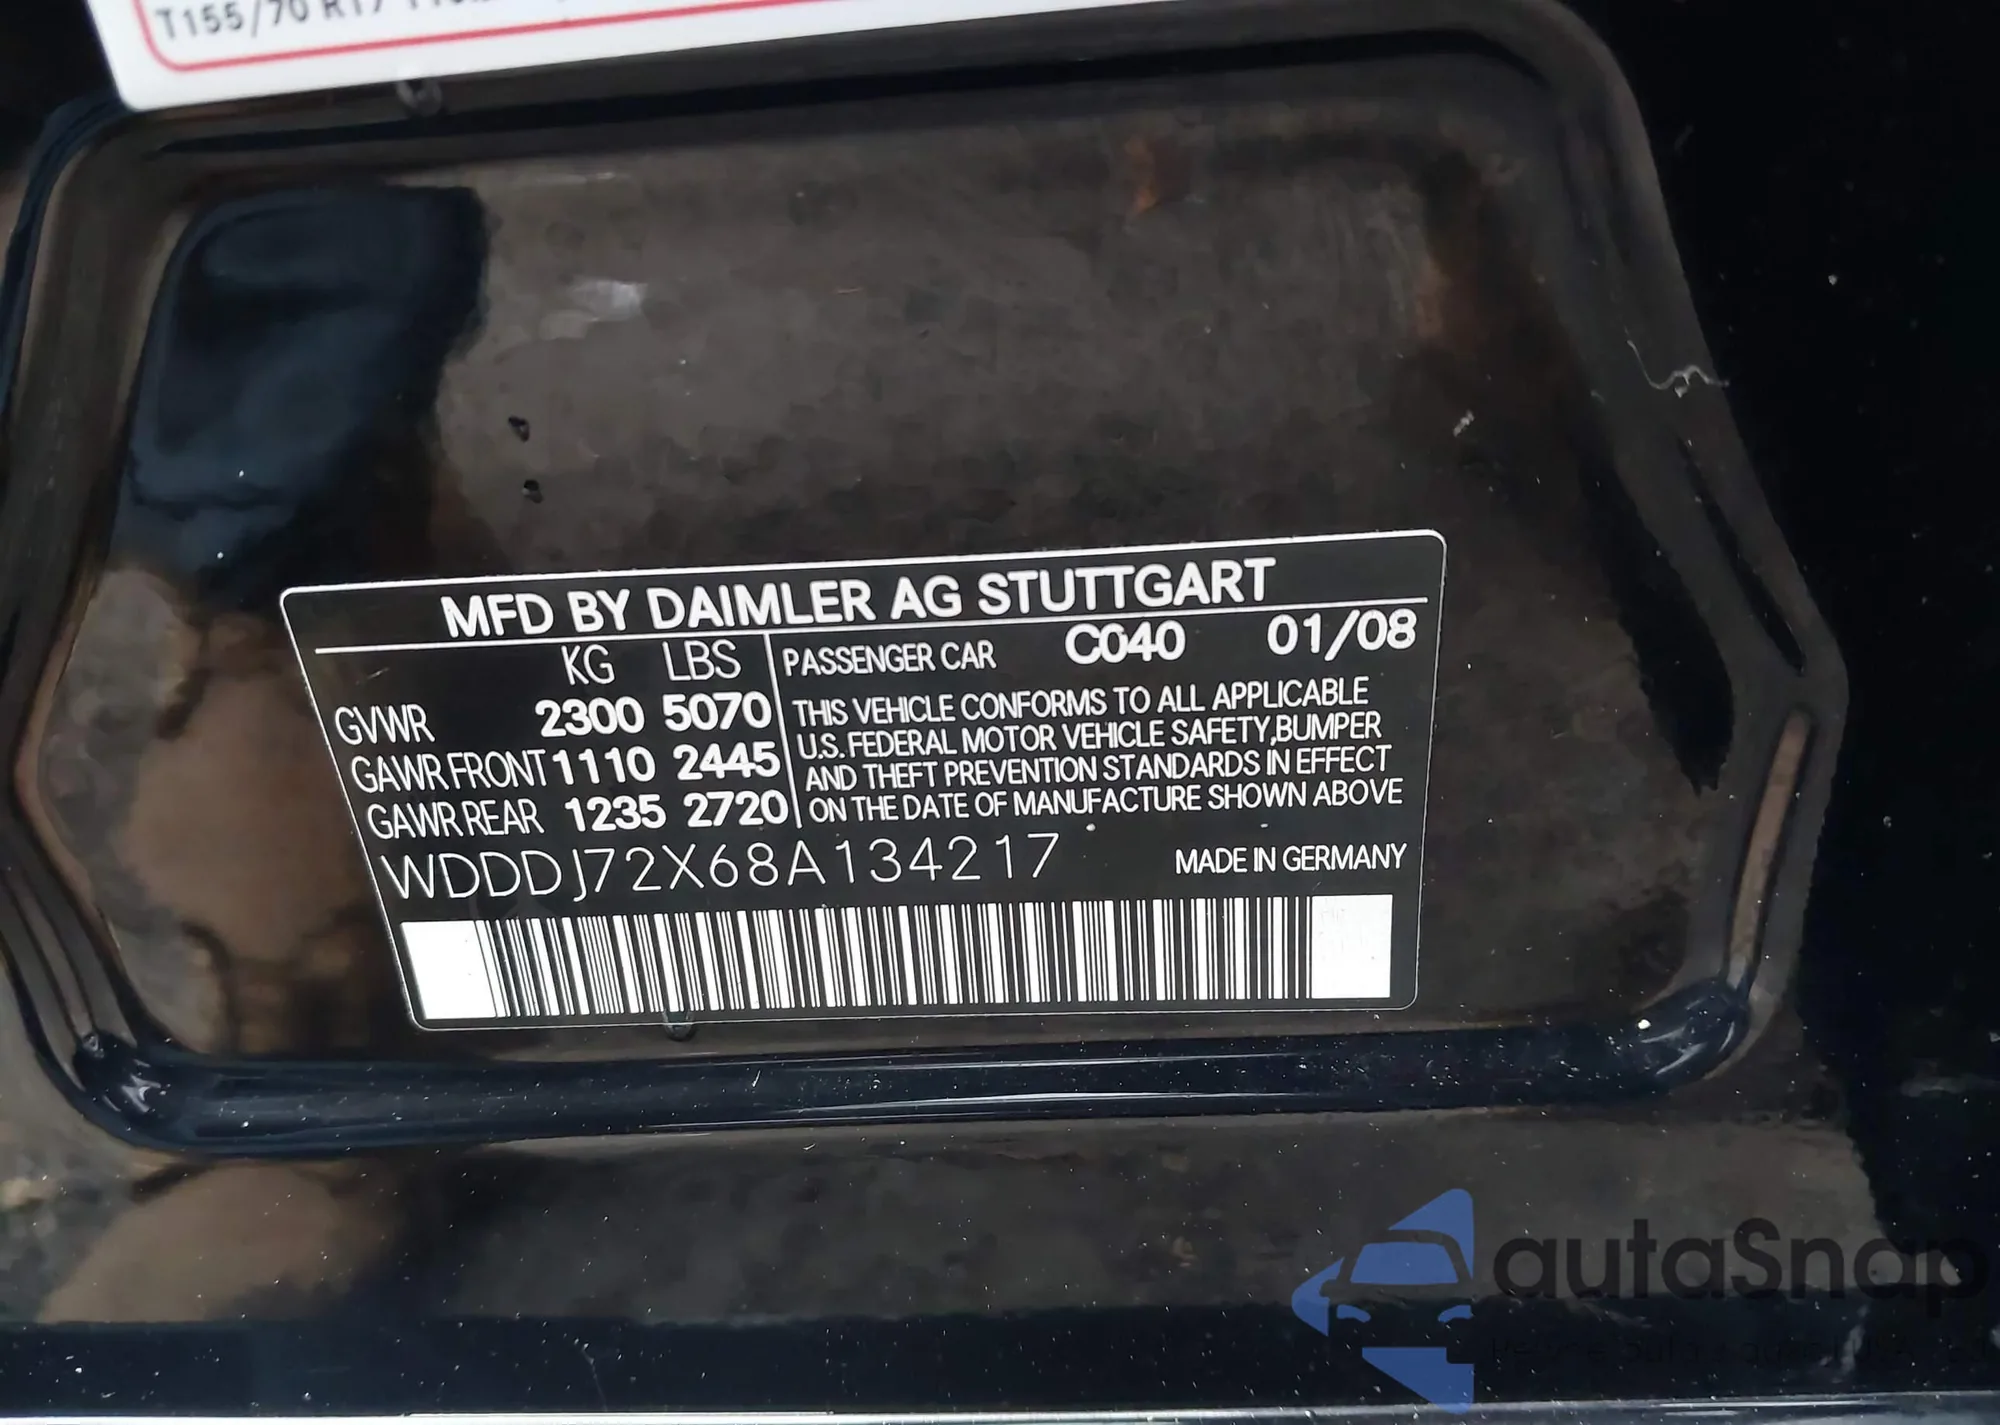 T155/70 R17
MFD BY DAIMLER AG STUTTGART
KG LBS
GVWR 2300 5070
GAWR FRONT 1110 2445
GAWR REAR 1235 2720
PASSENGER CAR C040 01/08
THIS VEHICLE CONFORMS TO ALL APPLICABLE
U.S. FEDERAL MOTOR VEHICLE SAFETY, BUMPER
AND THEFT PREVENTION STANDARDS IN EFFECT
ON THE DATE OF MANUFACTURE SHOWN ABOVE
WDDDJ72X68A134217
MADE IN GERMANY
autaSnap